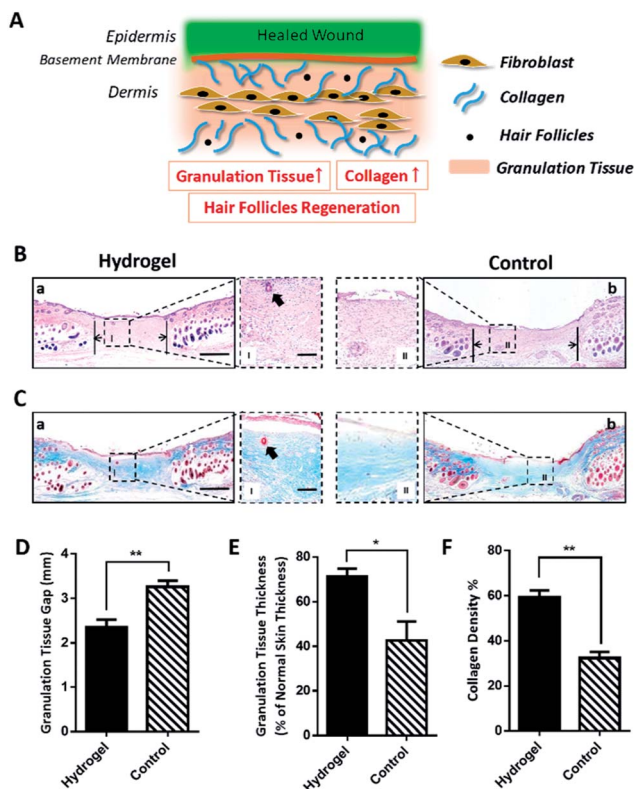 A
Epidermis
Healed Wound
Basement Membrane
Dermis
Fibroblast
Collagen
Hair Follicles
Granulation Tissue
Granulation Tissue↑
Collagen ↑
Hair Follicles Regeneration
B
Hydrogel
Control
a
I
I
II
II
b
C
a
I
I
II
II
b
D
Granulation Tissue Gap (mm)
4
3
2
1
0
**
Hydrogel
Control
E
Granulation Tissue Thickness
(% of Normal Skin Thickness)
80
60
40
20
0
*
Hydrogel
Control
F
Collagen Density %
80
60
40
20
0
**
Hydrogel
Control